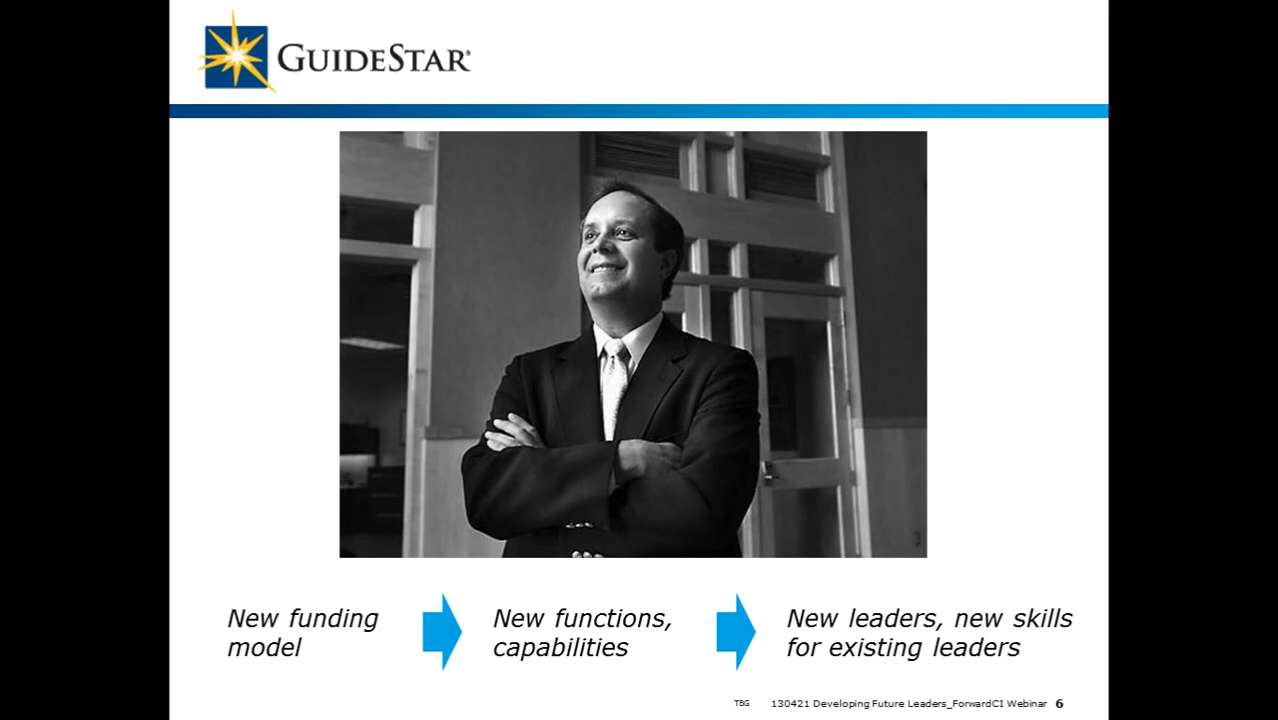 GUIDESTAR®
New funding
model
New functions,
capabilities
New leaders, new skills
for existing leaders
TBG 130421 Developing Future Leaders_ForwardCI Webinar 6